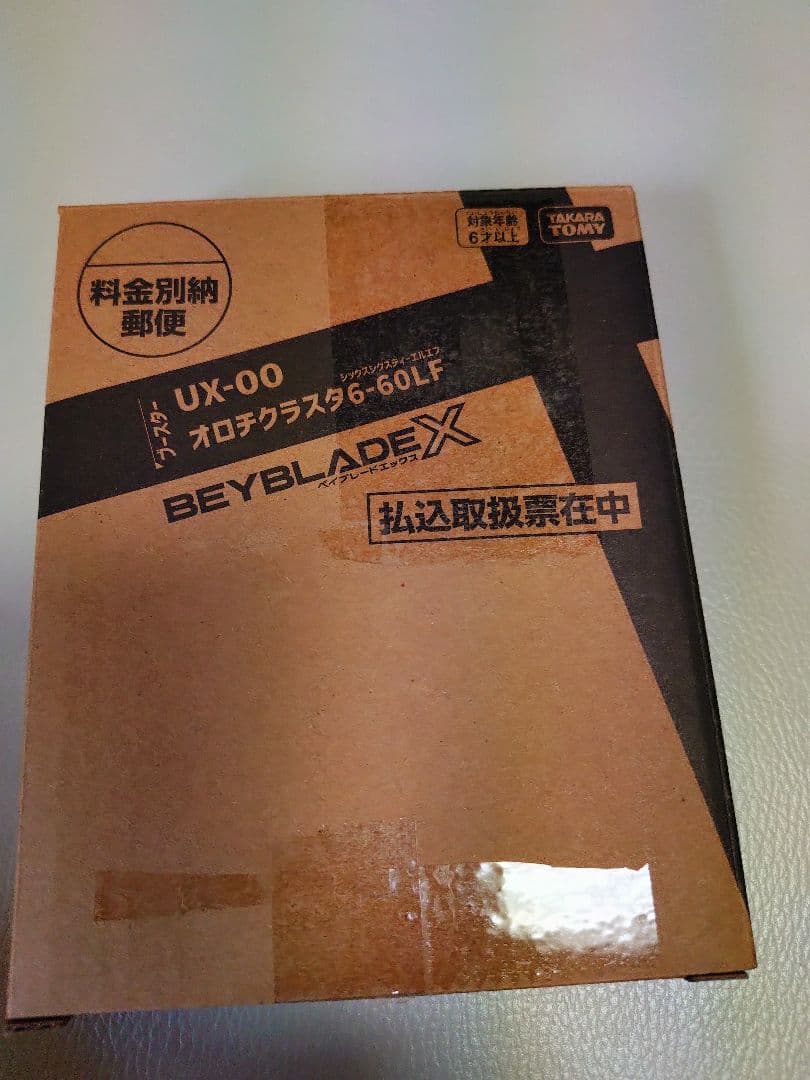 料金別納
郵便
対象年齢
6才以上
TAKARA
TOMY
ブースター
UX-00
シックスシクスティーエルエフ
オロチクラスタ6-60LF
BEYBLADE X
ベイブレードエックス
払込取扱票在中